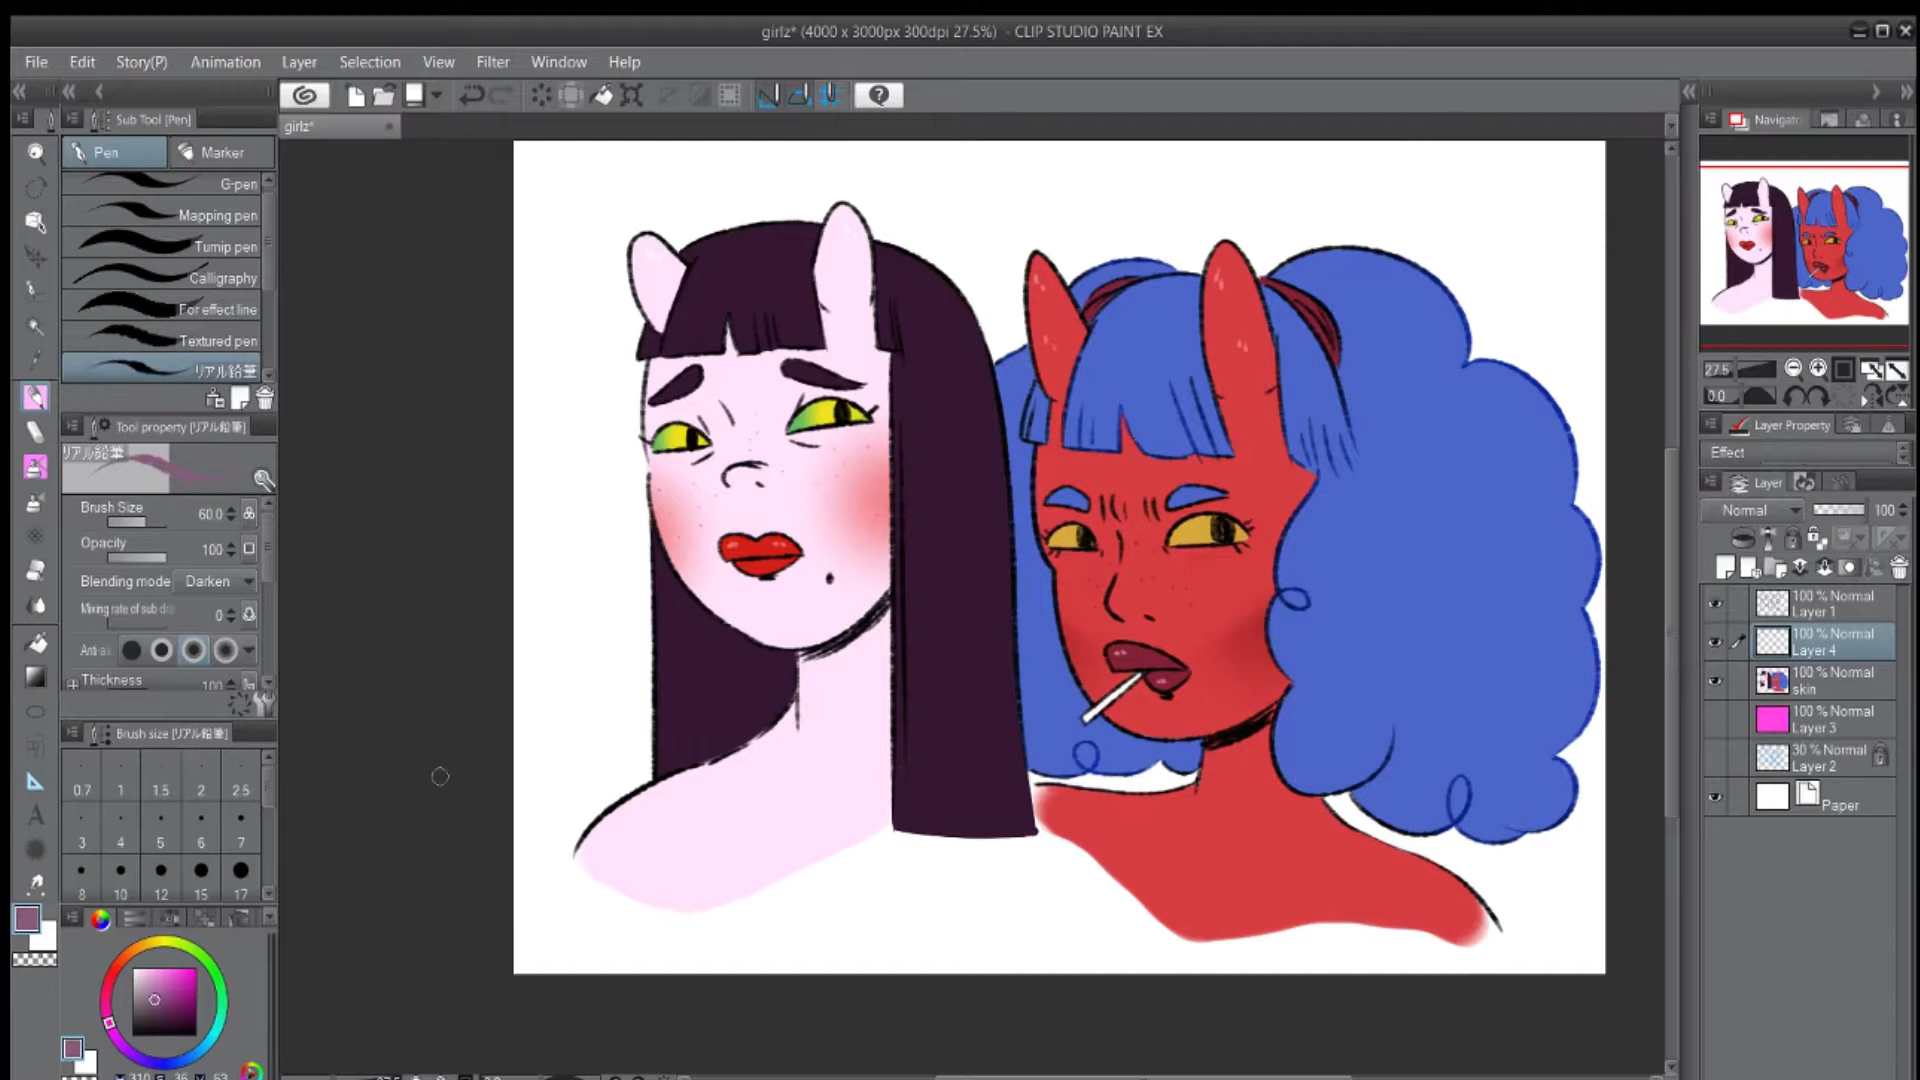 girlz* (4000 x 3000px 300dpi 27.5%) - CLIP STUDIO PAINT EX
File Edit Story(P) Animation Layer Selection View Filter Window Help
Sub Tool [Pen]
girlz*
Navigator
Pen Marker
G-pen
Mapping pen
Turnip pen
Calligraphy
For effect line
Textured pen
リアル鉛筆
27.5
0.0
Tool property [リアル鉛筆]
Layer Property
リアル鉛筆
Effect
Layer
Brush Size 60.0
Normal 100
Opacity 100
Blending mode Darken
Mixing rate of sub 0
Thickness 100
100 % Normal
Layer 1
100 % Normal
Layer 4
100 % Normal
skin
100 % Normal
Layer 3
30 % Normal
Layer 2
Paper
Brush size [リアル鉛筆]
0.7 1 1.5 2 2.5
3 4 5 6 7
8 10 12 15 17